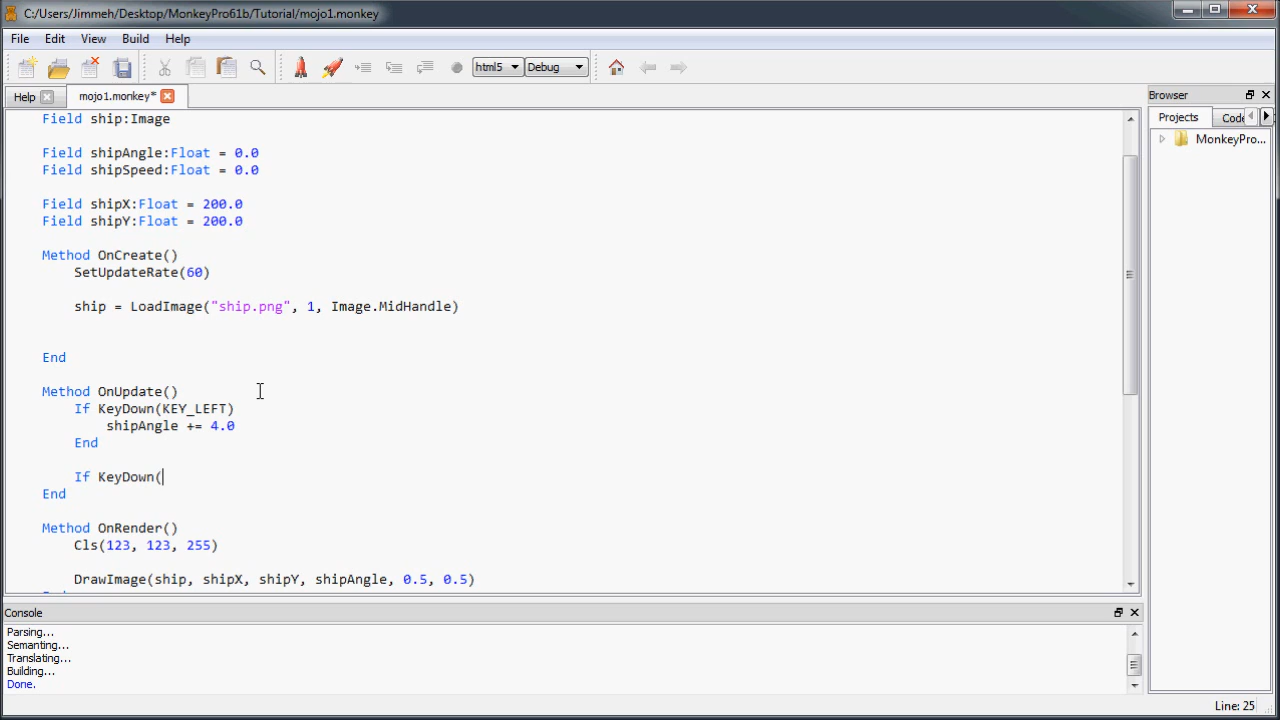 C:/Users/Jimmeh/Desktop/MonkeyPro61b/Tutorial/mojo1.monkey
File Edit View Build Help
html5 Debug
Help mojo1.monkey*
Field ship:Image
Field shipAngle:Float = 0.0
Field shipSpeed:Float = 0.0
Field shipX:Float = 200.0
Field shipY:Float = 200.0
Method OnCreate()
SetUpdateRate(60)
ship = LoadImage("ship.png", 1, Image.MidHandle)
End
Method OnUpdate()
If KeyDown(KEY_LEFT)
shipAngle += 4.0
End
If KeyDown(
End
Method OnRender()
Cls(123, 123, 255)
DrawImage(ship, shipX, shipY, shipAngle, 0.5, 0.5)
Browser
Projects Code
MonkeyPro...
Console
Parsing...
Semanting...
Translating...
Building...
Done.
Line: 25